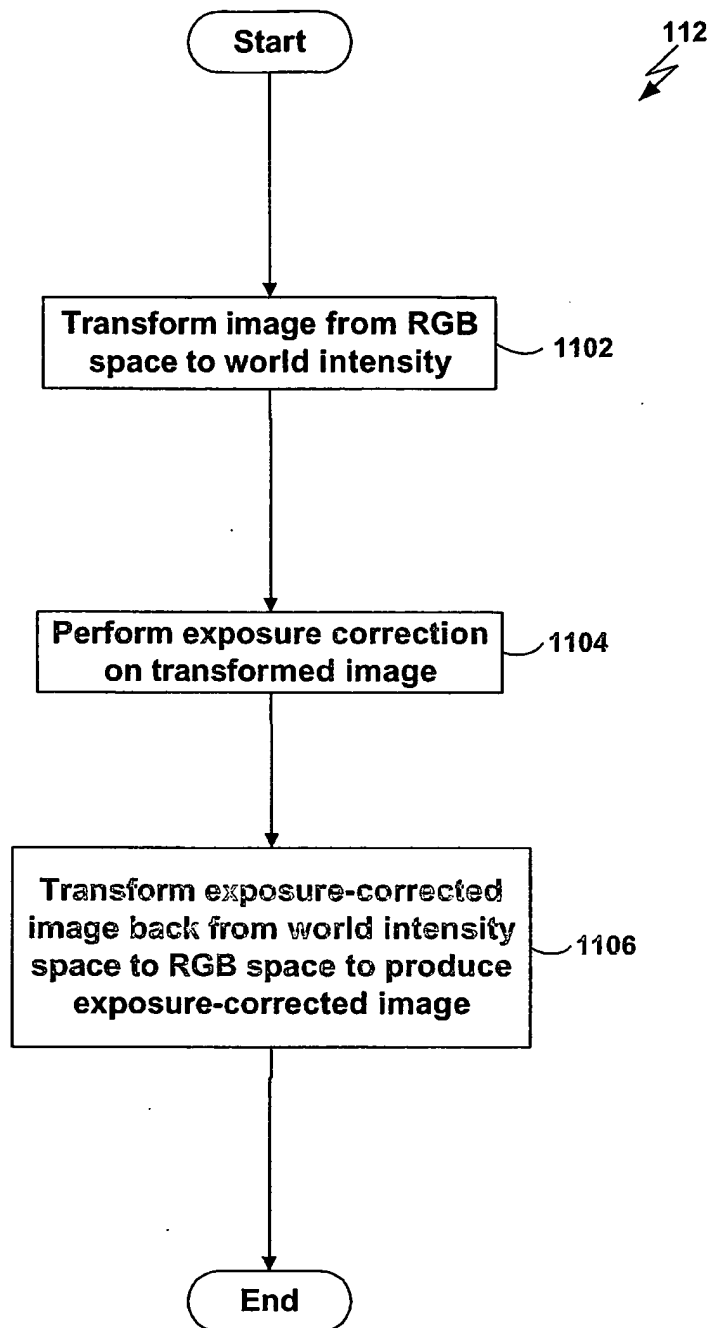 Start
112
Transform image from RGB
space to world intensity
1102
Perform exposure correction
on transformed image
1104
Transform exposure-corrected
image back from world intensity
space to RGB space to produce
exposure-corrected image
1106
End